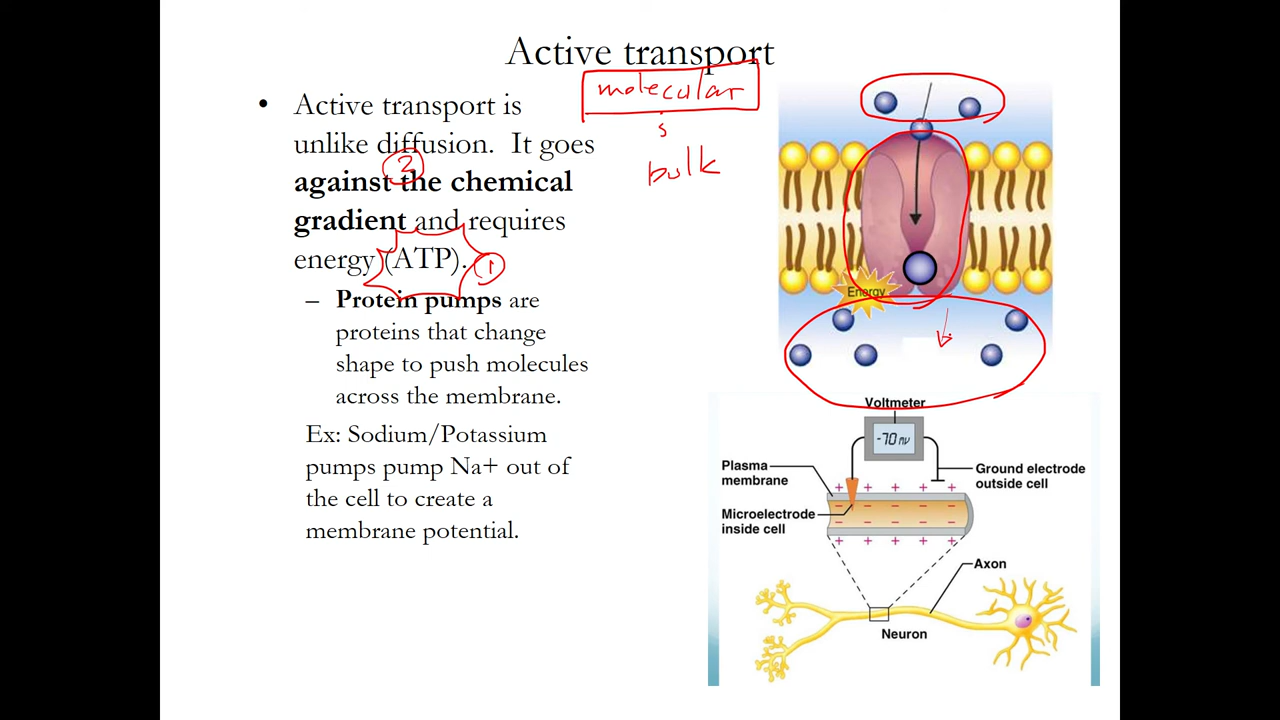 Active transport
molecular
s
bulk
• Active transport is
unlike diffusion. It goes
2
against the chemical
gradient and requires
energy (ATP).
1
– Protein pumps are
proteins that change
shape to push molecules
across the membrane.
Ex: Sodium/Potassium
pumps pump Na+ out of
the cell to create a
membrane potential.
Energy
Voltmeter
-70 mv
Plasma
membrane
Ground electrode
outside cell
Microelectrode
inside cell
+ + + + +
− − − − −
− − − − −
+ + + + +
Axon
Neuron